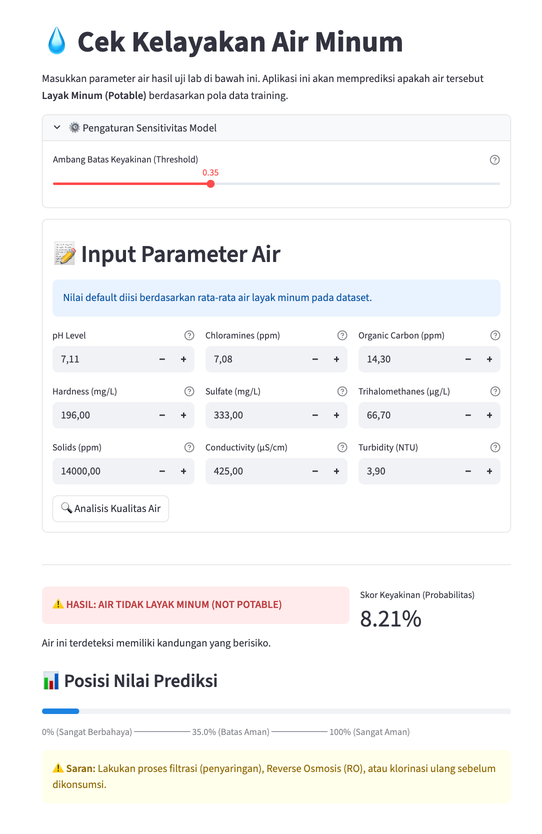 Cek Kelayakan Air Minum
Masukkan parameter air hasil uji lab di bawah ini. Aplikasi ini akan memprediksi apakah air tersebut
Layak Minum (Potable) berdasarkan pola data training.
Pengaturan Sensitivitas Model
Ambang Batas Keyakinan (Threshold)
0.35
Input Parameter Air
Nilai default diisi berdasarkan rata-rata air layak minum pada dataset.
pH Level
Chloramines (ppm)
Organic Carbon (ppm)
7,11
7,08
14,30
Hardness (mg/L)
Sulfate (mg/L)
Trihalomethanes (μg/L)
196,00
333,00
66,70
Solids (ppm)
Conductivity (μS/cm)
Turbidity (NTU)
14000,00
425,00
3,90
Analisis Kualitas Air
HASIL: AIR TIDAK LAYAK MINUM (NOT POTABLE)
Skor Keyakinan (Probabilitas)
8.21%
Air ini terdeteksi memiliki kandungan yang berisiko.
Posisi Nilai Prediksi
0% (Sangat Berbahaya) ——— 35.0% (Batas Aman) ——— 100% (Sangat Aman)
Saran: Lakukan proses filtrasi (penyaringan), Reverse Osmosis (RO), atau klorinasi ulang sebelum
dikonsumsi.